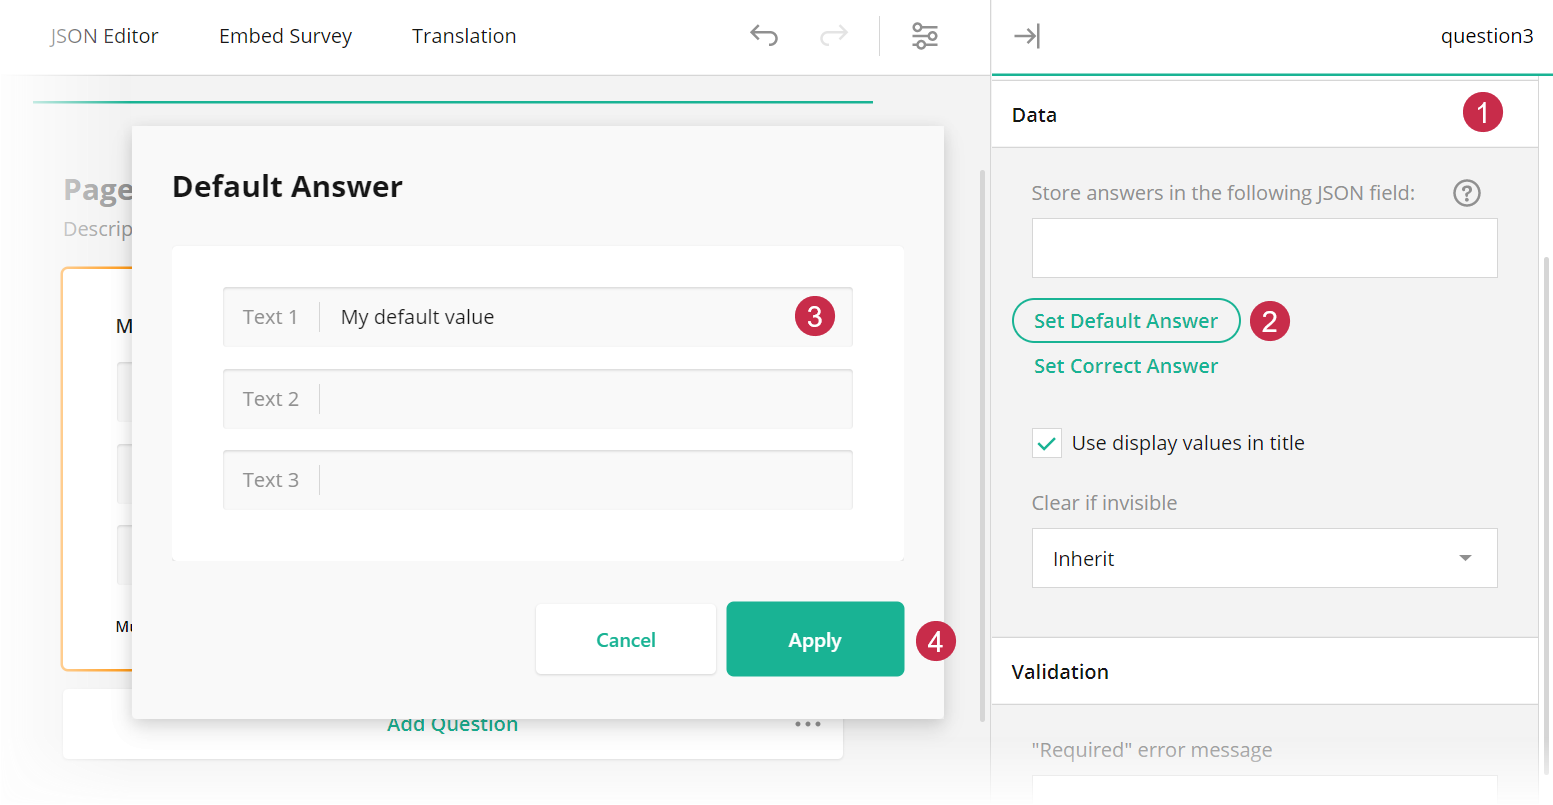 JSON Editor
Embed Survey
Translation
question3
Page
Descrip
M
Mu
Default Answer
Text 1
My default value
3
Text 2
Text 3
Cancel
Apply
4
Add Question
Data
1
Store answers in the following JSON field:
?
Set Default Answer
2
Set Correct Answer
Use display values in title
Clear if invisible
Inherit
Validation
"Required" error message